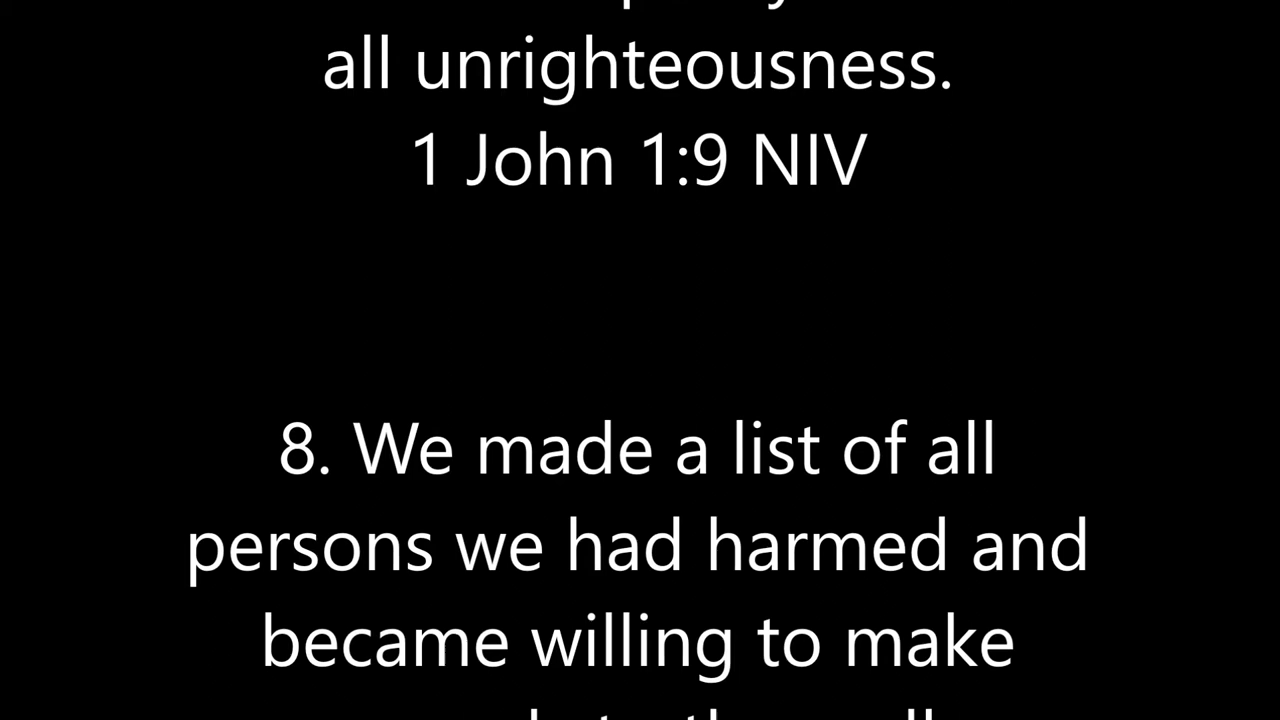 all unrighteousness.
1 John 1:9 NIV
8. We made a list of all
persons we had harmed and
became willing to make